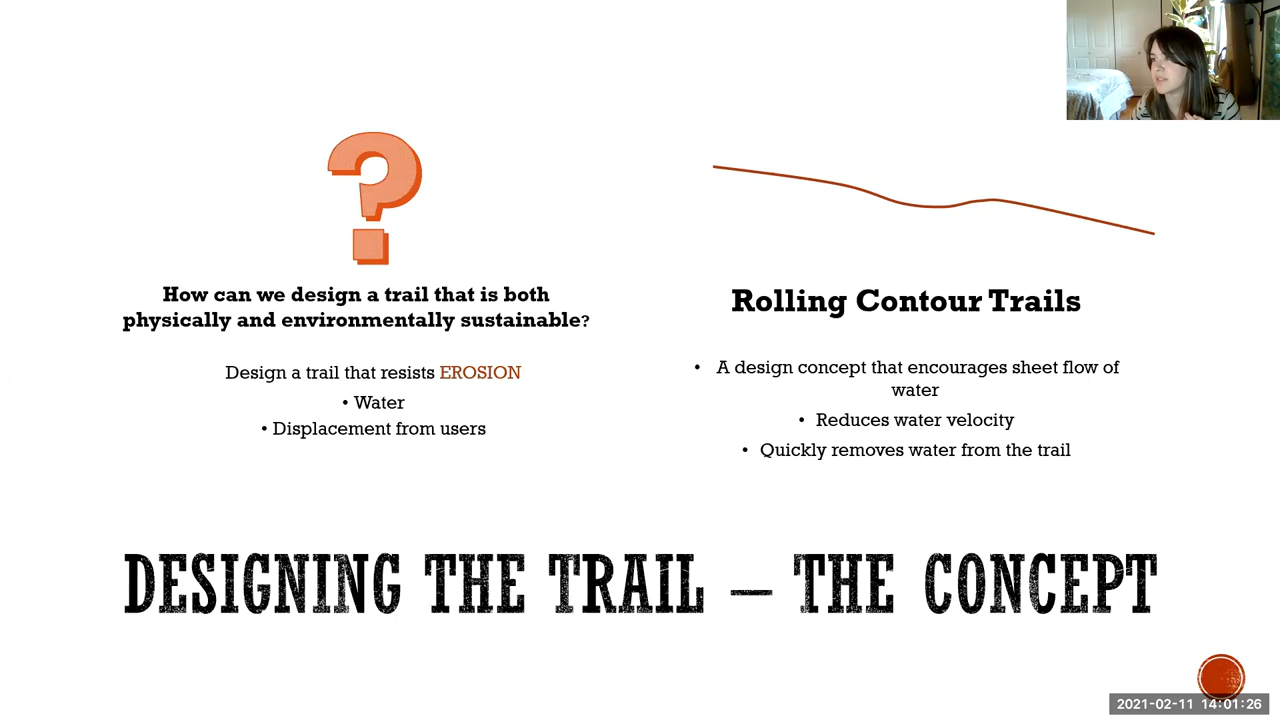 ?
How can we design a trail that is both
physically and environmentally sustainable?
Design a trail that resists EROSION
• Water
• Displacement from users
Rolling Contour Trails
• A design concept that encourages sheet flow of
water
• Reduces water velocity
• Quickly removes water from the trail
DESIGNING THE TRAIL – THE CONCEPT
2021-02-11 14:01:26